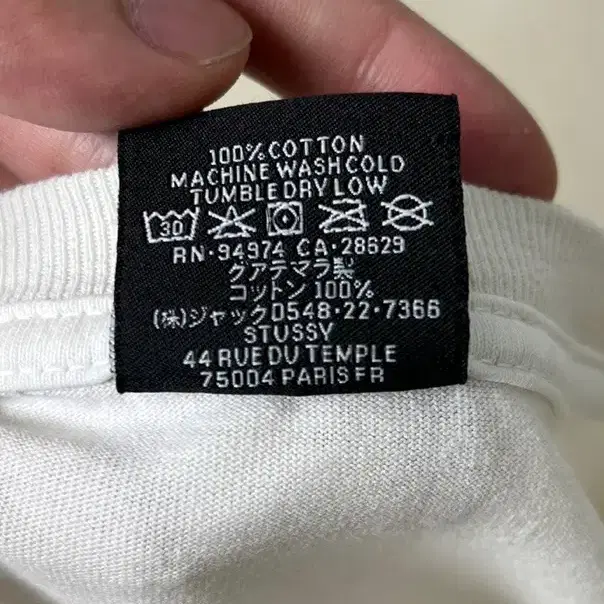 100% COTTON
MACHINE WASH COLD
TUMBLE DRY LOW
30
RN·94974 CA·28629
グアテマラ製
コットン 100%
(株)ジャック0548·22·7366
STUSSY
44 RUE DU TEMPLE
75004 PARIS FR